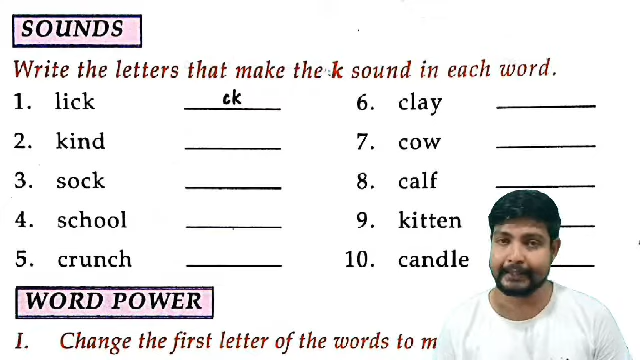 SOUNDS
Write the letters that make the k sound in each word.
1. lick ck
2. kind
3. sock
4. school
5. crunch
6. clay
7. cow
8. calf
9. kitten
10. candle
WORD POWER
I. Change the first letter of the words to m